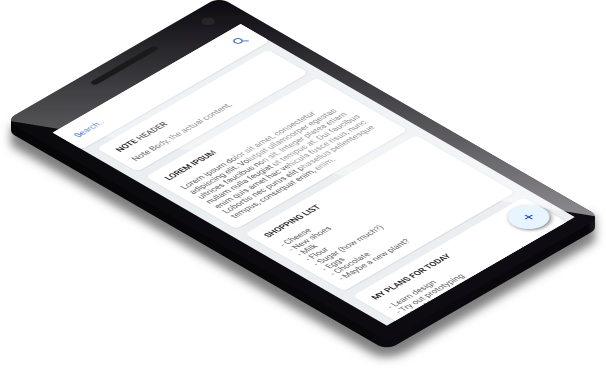 Search...
NOTE HEADER
Note Body, the actual content.
LOREM IPSUM
Lorem ipsum dolor sit amet, consectetur
adipiscing elit. Volutpat ullamcorper egestas
ultrices faucibus non sit. Integer platea etiam
nullam nulla feugiat ut tempus at. Dui faucibus
enim quis amet hac vehicula fusce risus, nunc.
Lobortis nec purus elit phasellus pellentesque
tempus, consequat enim, enim.
SHOPPING LIST
- Cheese
- New shoes
- Milk
- Flour
- Sugar (how much?)
- Eggs
- Chocolate
- Maybe a new plant?
+
MY PLANS FOR TODAY
- Learn design
- Try out prototyping